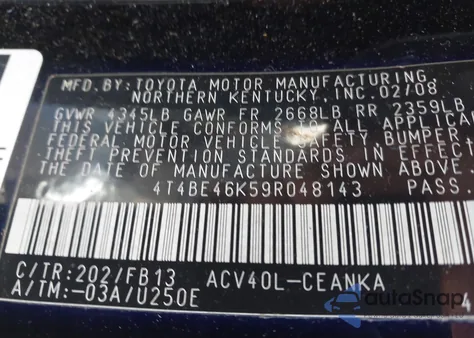 MFD.BY:TOYOTA MOTOR MANUFACTURING,
NORTHERN KENTUCKY,INC.02/08
GVWR 4345LB GAWR FR 2668LB RR 2359LB
THIS VEHICLE CONFORMS TO ALL APPLICA
FEDERAL MOTOR VEHICLE SAFETY BUMPER,
THEFT PREVENTION STANDARDS IN EFFECT
THE DATE OF MANUFACTURE SHOWN ABOVE.
4T4BE46K59R048143 PASS.
C/TR:202/FB13 ACV40L-CEANKA
A/TM:-03A/U250E 4
autoSnap